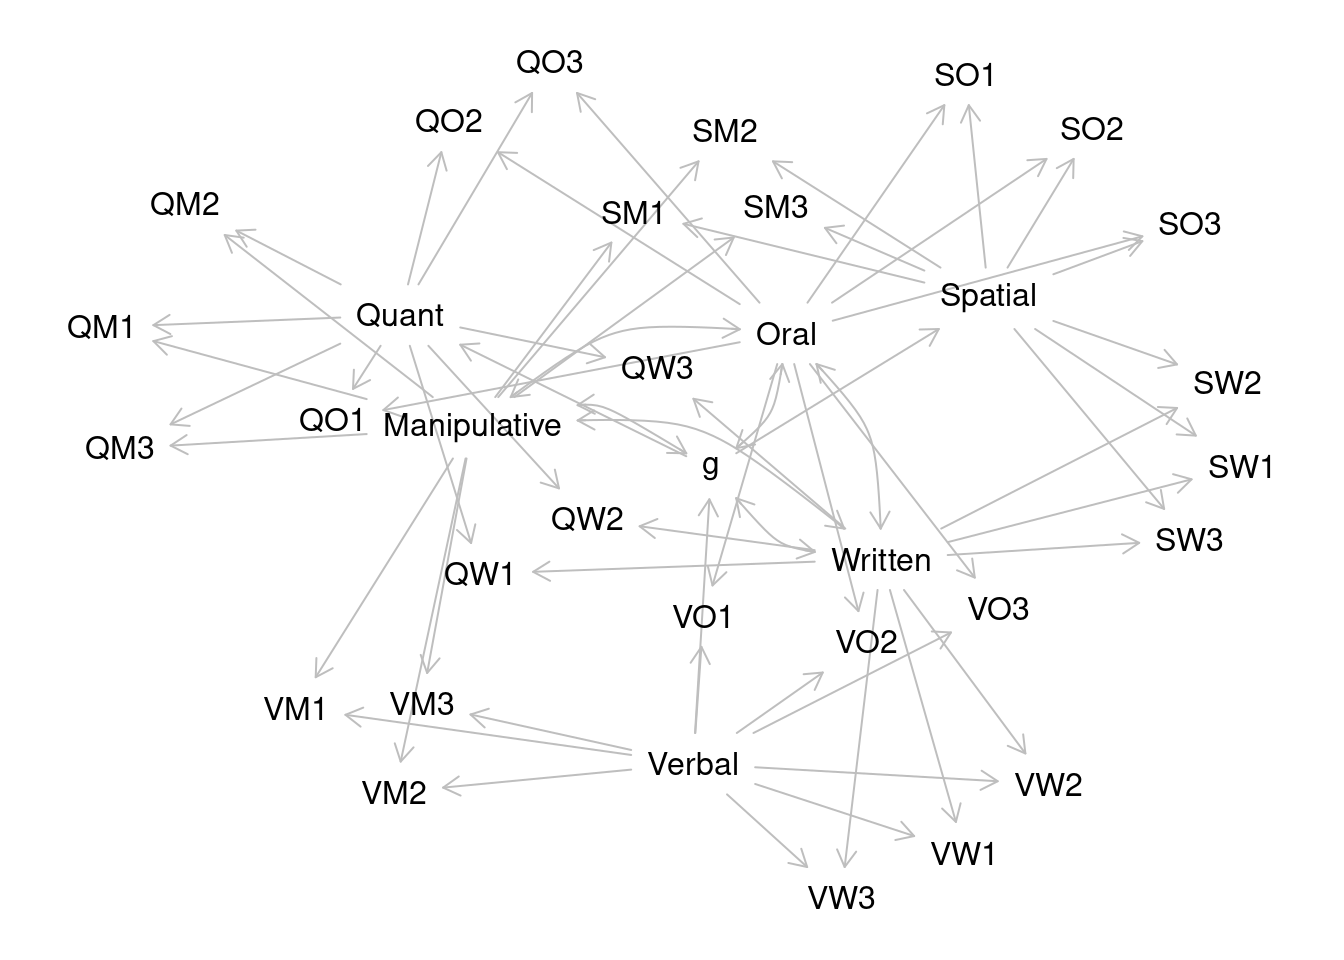 QO3
SO1
QO2
SM2
SO2
QM2
SM1
SM3
SO3
Spatial
Quant
QM1
Oral
QW3
SW2
QO1
Manipulative
QM3
g
SW1
QW2
SW3
Written
QW1
VO1
VO3
VO2
VM1
VM3
Verbal
VM2
VW2
VW1
VW3